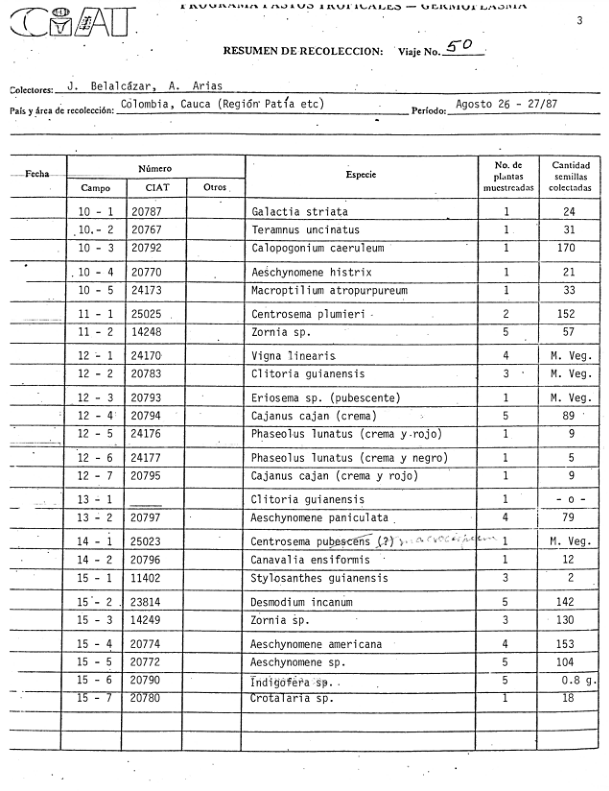 CIAT
PROGRAMA PASTOS TROPICALES — GERMOPLASMA
3
RESUMEN DE RECOLECCION: Viaje No. 50
Colectores: J. Belalcázar, A. Arias
País y área de recolección: Colombia, Cauca (Región Patía etc) Período: Agosto 26 - 27/87
Fecha Número Especie No. de plantas muestreadas Cantidad semillas colectadas
Campo CIAT Otros
10 - 1 20787 Galactia striata 1 24
10 - 2 20767 Teramnus uncinatus 1 31
10 - 3 20792 Calopogonium caeruleum 1 170
10 - 4 20770 Aeschynomene histrix 1 21
10 - 5 24173 Macroptilium atropurpureum 1 33
11 - 1 25025 Centrosema plumieri 2 152
11 - 2 14248 Zornia sp. 5 57
12 - 1 24170 Vigna linearis 4 M. Veg.
12 - 2 20783 Clitoria guianensis 3 M. Veg.
12 - 3 20793 Eriosema sp. (pubescente) 1 M. Veg.
12 - 4 20794 Cajanus cajan (crema) 5 89
12 - 5 24176 Phaseolus lunatus (crema y rojo) 1 9
12 - 6 24177 Phaseolus lunatus (crema y negro) 1 5
12 - 7 20795 Cajanus cajan (crema y rojo) 1 9
13 - 1 ____ Clitoria guianensis 1 - o -
13 - 2 20797 Aeschynomene paniculata 4 79
14 - 1 25023 Centrosema pubescens (?) 1 M. Veg.
14 - 2 20796 Canavalia ensiformis 1 12
15 - 1 11402 Stylosanthes guianensis 3 2
15 - 2 23814 Desmodium incanum 5 142
15 - 3 14249 Zornia sp. 3 130
15 - 4 20774 Aeschynomene americana 4 153
15 - 5 20772 Aeschynomene sp. 5 104
15 - 6 20790 Indigofera sp. 5 0.8 g.
15 - 7 20780 Crotalaria sp. 1 18